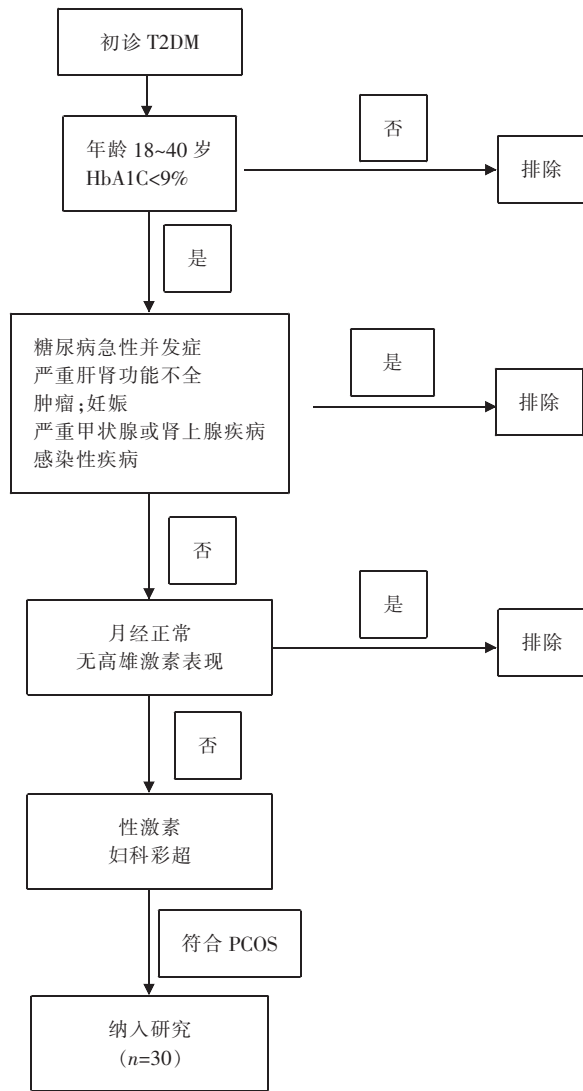 初诊 T2DM
年龄 18~40 岁
HbA1C<9%
否
排除
是
糖尿病急性并发症
严重肝肾功能不全
肿瘤;妊娠
严重甲状腺或肾上腺疾病
感染性疾病
是
排除
否
月经正常
无高雄激素表现
是
排除
否
性激素
妇科彩超
符合 PCOS
纳入研究
(n=30)